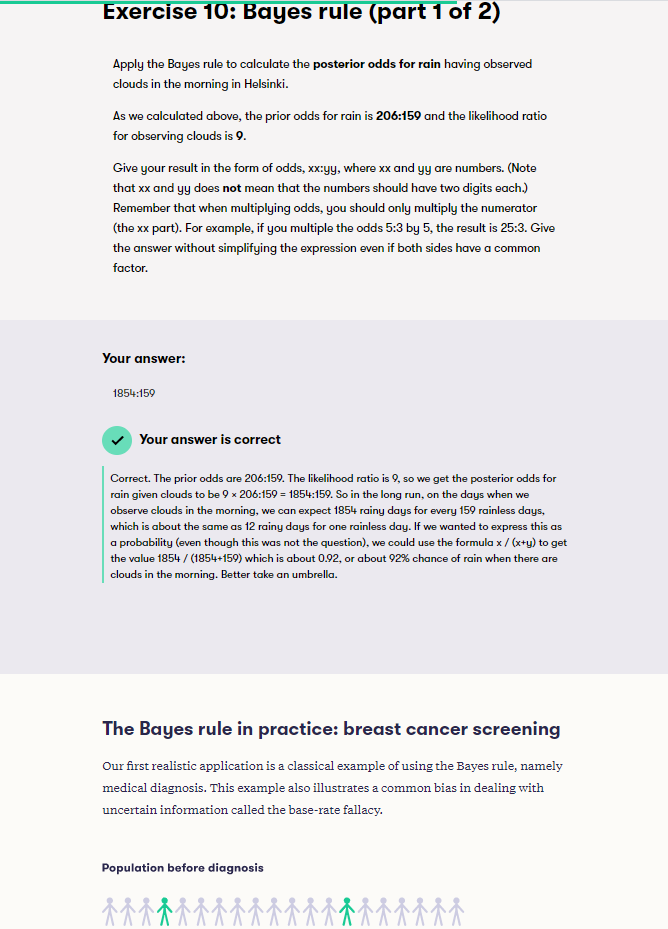 Exercise 10: Bayes rule (part 1 of 2)
Apply the Bayes rule to calculate the posterior odds for rain having observed
clouds in the morning in Helsinki.
As we calculated above, the prior odds for rain is 206:159 and the likelihood ratio
for observing clouds is 9.
Give your result in the form of odds, xx:yy, where xx and yy are numbers. (Note
that xx and yy does not mean that the numbers should have two digits each.)
Remember that when multiplying odds, you should only multiply the numerator
(the xx part). For example, if you multiple the odds 5:3 by 5, the result is 25:3. Give
the answer without simplifying the expression even if both sides have a common
factor.
Your answer:
1854:159
Your answer is correct
Correct. The prior odds are 206:159. The likelihood ratio is 9, so we get the posterior odds for
rain given clouds to be 9 × 206:159 = 1854:159. So in the long run, on the days when we
observe clouds in the morning, we can expect 1854 rainy days for every 159 rainless days,
which is about the same as 12 rainy days for one rainless day. If we wanted to express this as
a probability (even though this was not the question), we could use the formula x / (x+y) to get
the value 1854 / (1854+159) which is about 0.92, or about 92% chance of rain when there are
clouds in the morning. Better take an umbrella.
The Bayes rule in practice: breast cancer screening
Our first realistic application is a classical example of using the Bayes rule, namely
medical diagnosis. This example also illustrates a common bias in dealing with
uncertain information called the base-rate fallacy.
Population before diagnosis